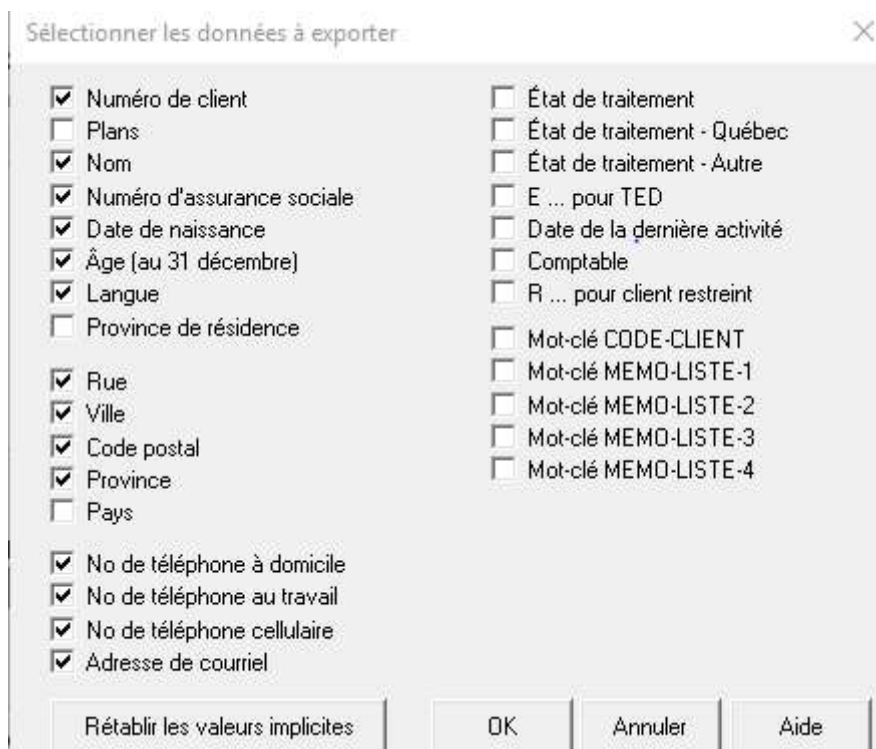 Sélectionner les données à exporter
Numéro de client
Plans
Nom
Numéro d'assurance sociale
Date de naissance
Âge (au 31 décembre)
Langue
Province de résidence
Rue
Ville
Code postal
Province
Pays
No de téléphone à domicile
No de téléphone au travail
No de téléphone cellulaire
Adresse de courriel
État de traitement
État de traitement - Québec
État de traitement - Autre
E ... pour TED
Date de la dernière activité
Comptable
R ... pour client restreint
Mot-clé CODE-CLIENT
Mot-clé MEMO-LISTE-1
Mot-clé MEMO-LISTE-2
Mot-clé MEMO-LISTE-3
Mot-clé MEMO-LISTE-4
Rétablir les valeurs implicites
OK
Annuler
Aide